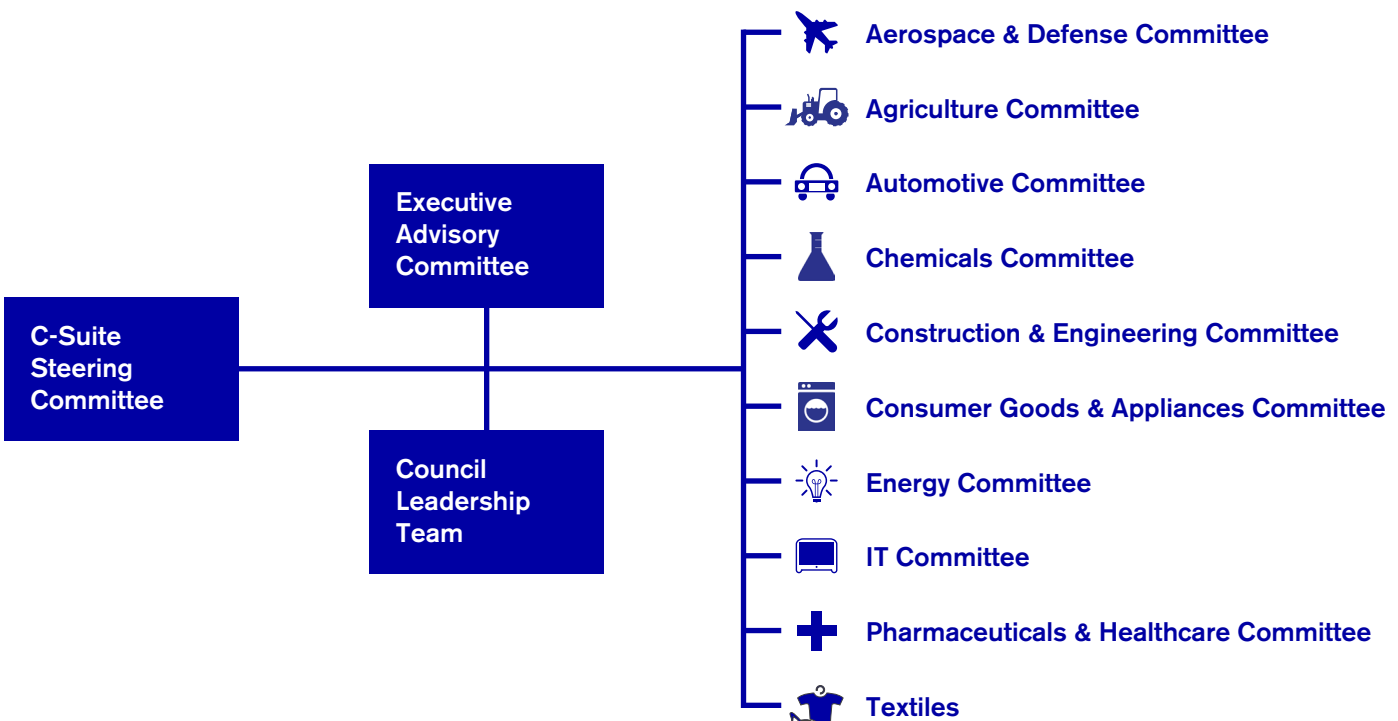 C-Suite
Steering
Committee
Executive
Advisory
Committee
Council
Leadership
Team
Aerospace & Defense Committee
Agriculture Committee
Automotive Committee
Chemicals Committee
Construction & Engineering Committee
Consumer Goods & Appliances Committee
Energy Committee
IT Committee
Pharmaceuticals & Healthcare Committee
Textiles